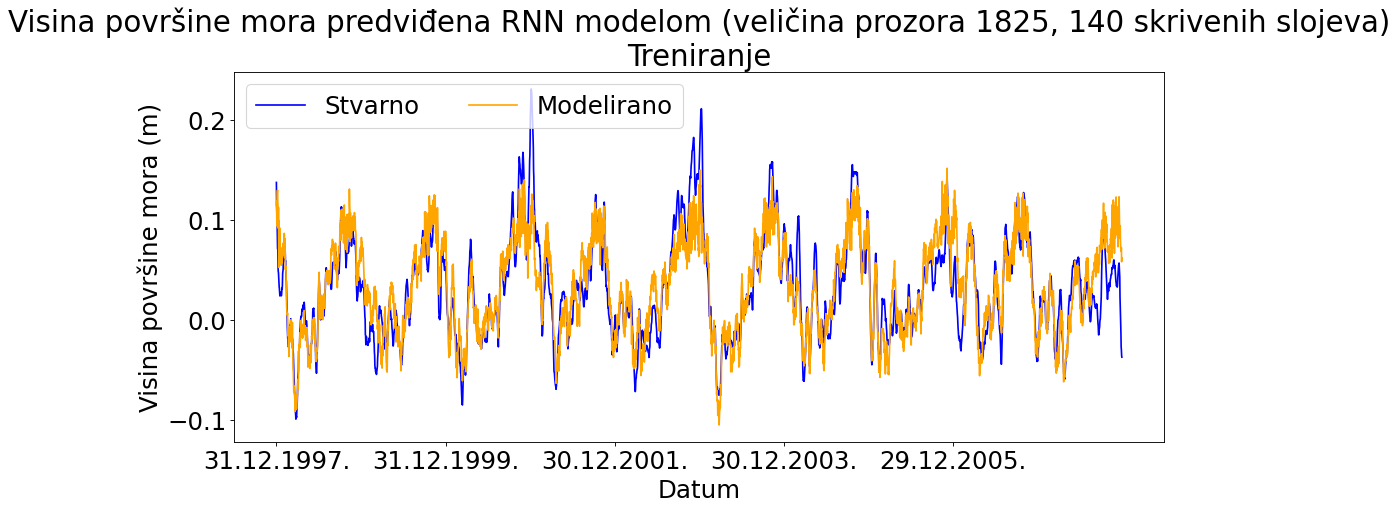 Visina površine mora predviđena RNN modelom (veličina prozora 1825, 140 skrivenih slojeva)
Treniranje
Stvarno
Modelirano
Visina površine mora (m)
0.2
0.1
0.0
−0.1
31.12.1997.
31.12.1999.
30.12.2001.
30.12.2003.
29.12.2005.
Datum